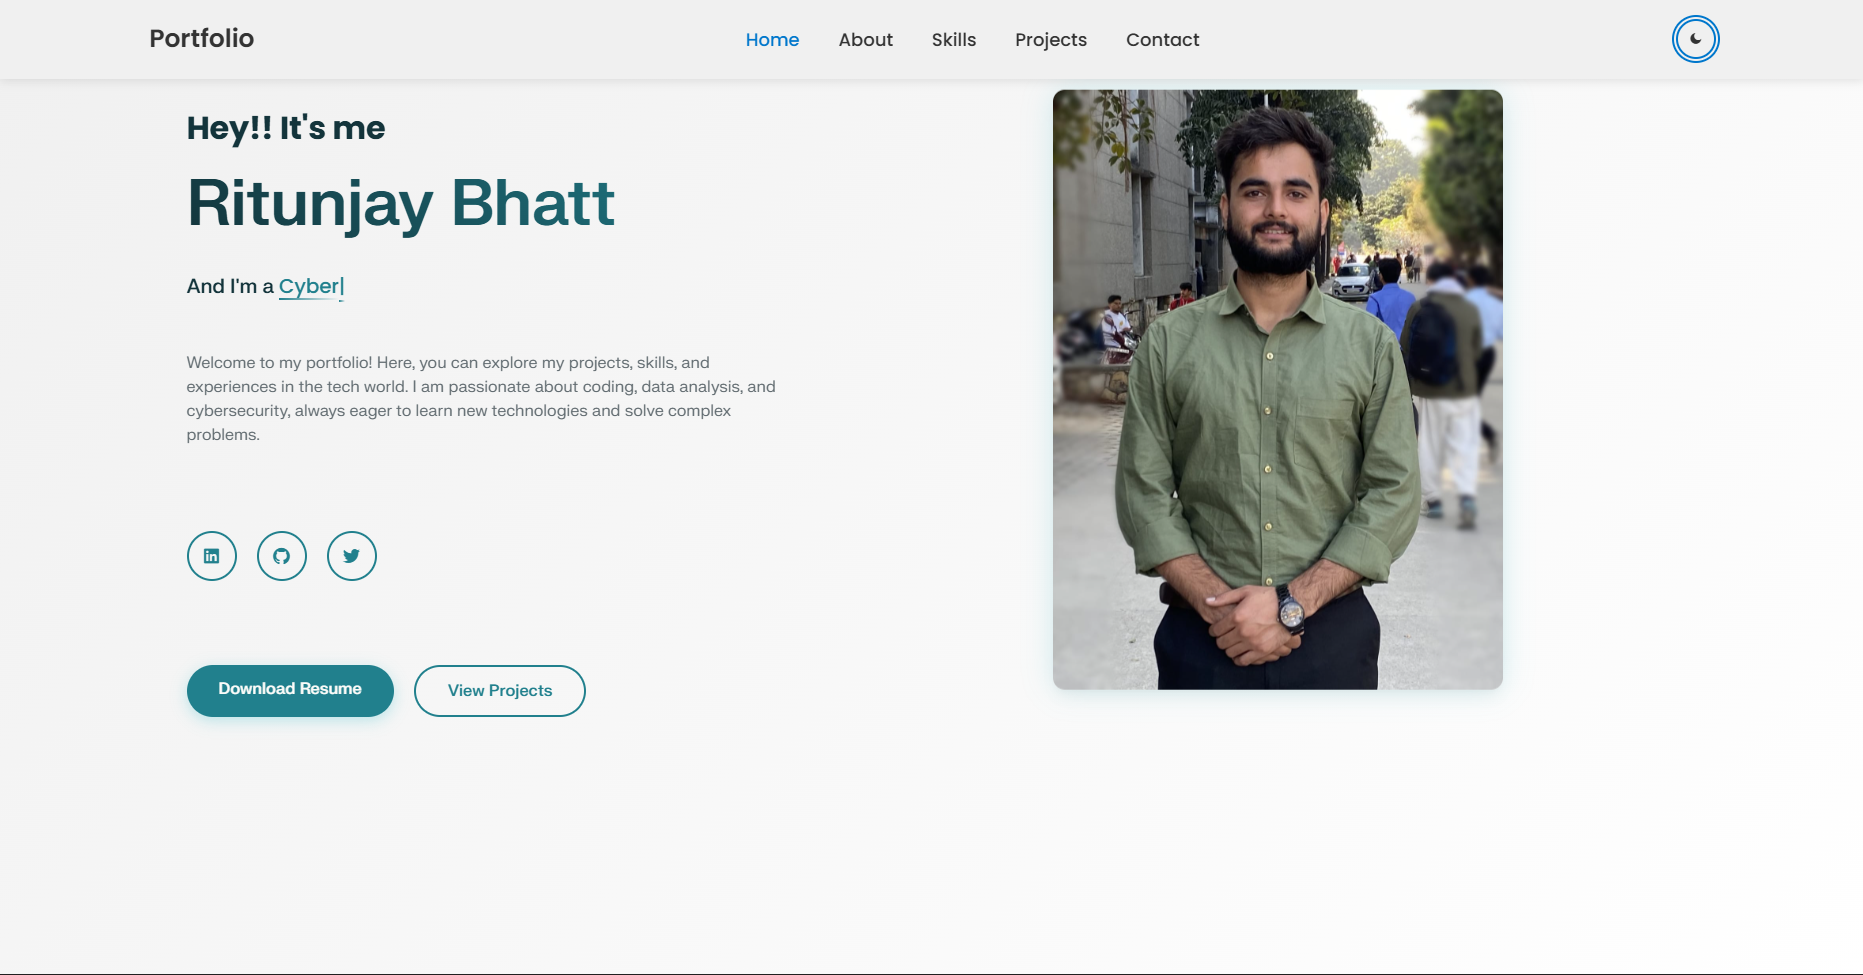 Portfolio
Home
About
Skills
Projects
Contact
Hey!! It's me
Ritunjay Bhatt
And I'm a Cyber|
Welcome to my portfolio! Here, you can explore my projects, skills, and
experiences in the tech world. I am passionate about coding, data analysis, and
cybersecurity, always eager to learn new technologies and solve complex
problems.
Download Resume
View Projects